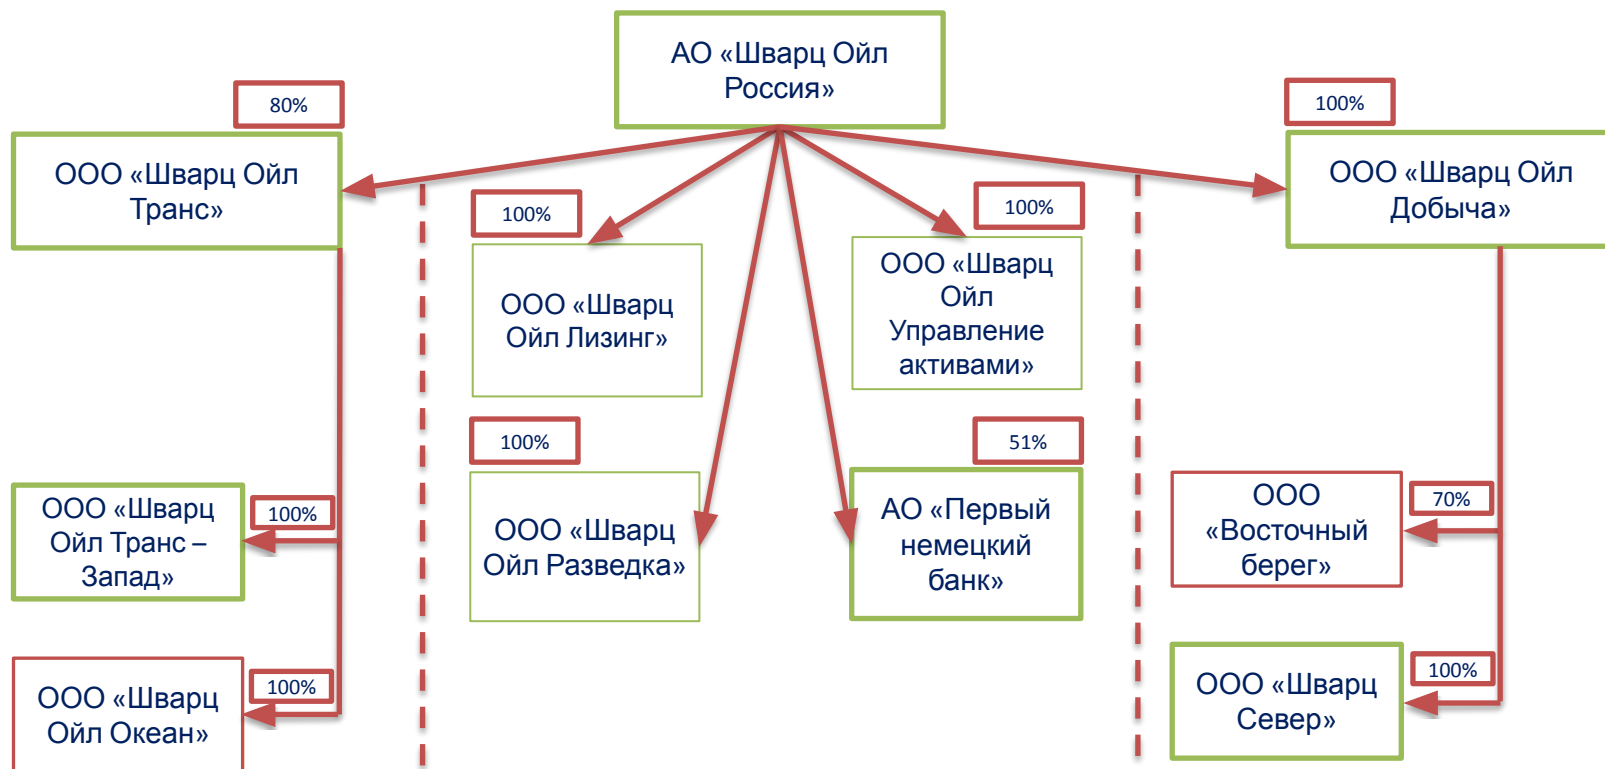 АО «Шварц Ойл
Россия»
80%
ООО «Шварц Ойл
Транс»
100%
ООО «Шварц Ойл
Добыча»
100%
ООО «Шварц
Ойл Лизинг»
100%
ООО «Шварц
Ойл
Управление
активами»
100%
ООО «Шварц
Ойл Разведка»
51%
АО «Первый
немецкий
банк»
ООО «Шварц
Ойл Транс –
Запад»
100%
ООО «Шварц
Ойл Океан»
100%
ООО
«Восточный
берег»
70%
ООО «Шварц
Север»
100%